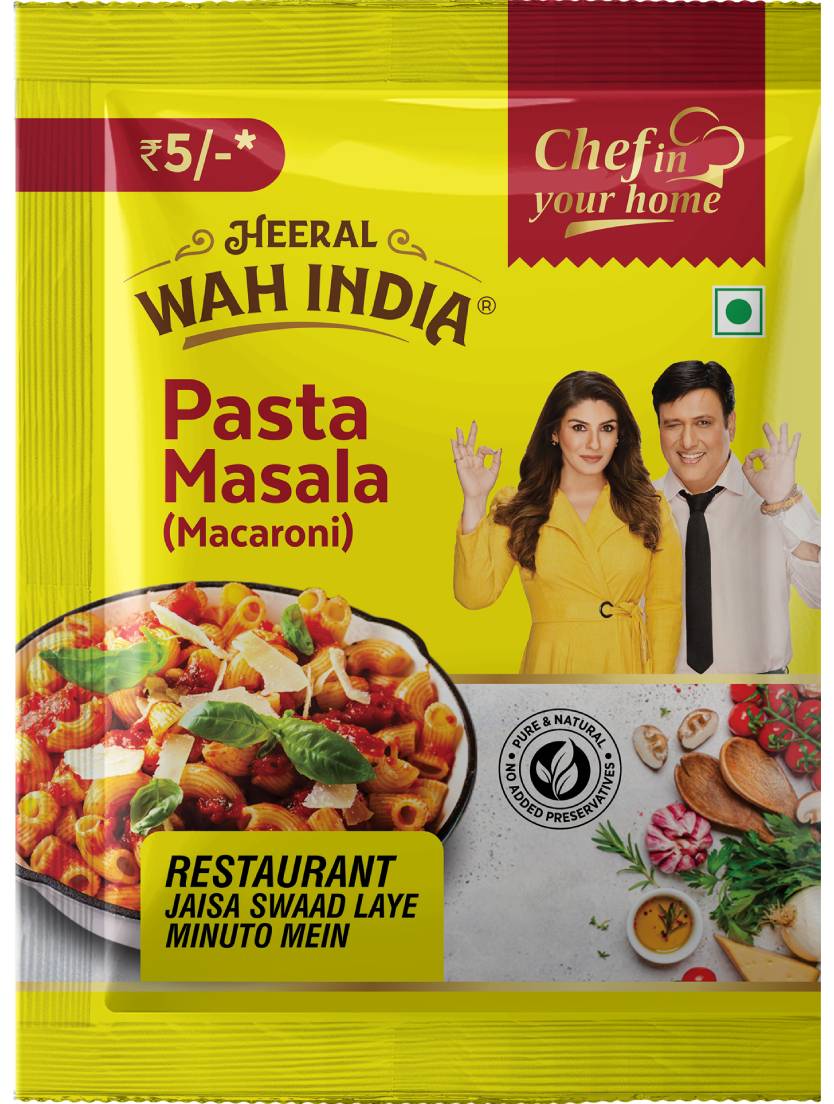 ₹5/-*
Chef in
your home
HEERAL
WAH INDIA®
Pasta
Masala
(Macaroni)
PURE & NATURAL
NO ADDED PRESERVATIVES
RESTAURANT
JAISA SWAAD LAYE
MINUTO MEIN